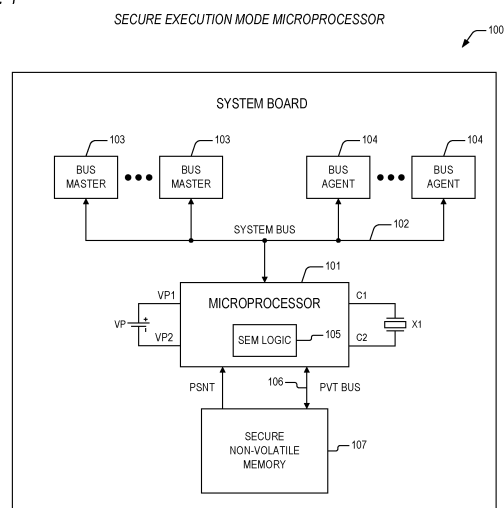 SECURE EXECUTION MODE MICROPROCESSOR
100
SYSTEM BOARD
103
103
104
104
BUS
MASTER
BUS
MASTER
BUS
AGENT
BUS
AGENT
SYSTEM BUS
102
101
VP1
MICROPROCESSOR
C1
VP
+
-
SEM LOGIC
105
X1
VP2
C2
PSNT
106
PVT BUS
SECURE
NON-VOLATILE
MEMORY
107